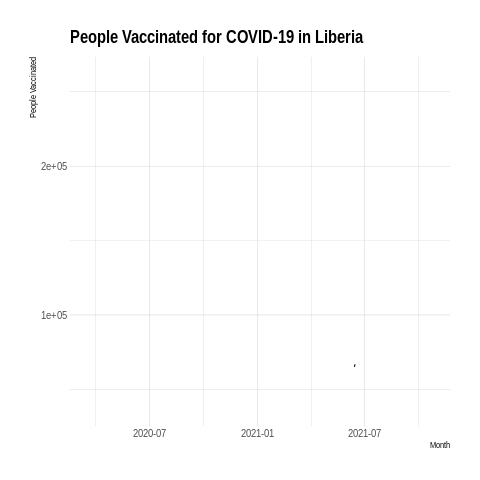 People Vaccinated for COVID-19 in Liberia
People Vaccinated
2e+05
1e+05
2020-07
2021-01
2021-07
Month